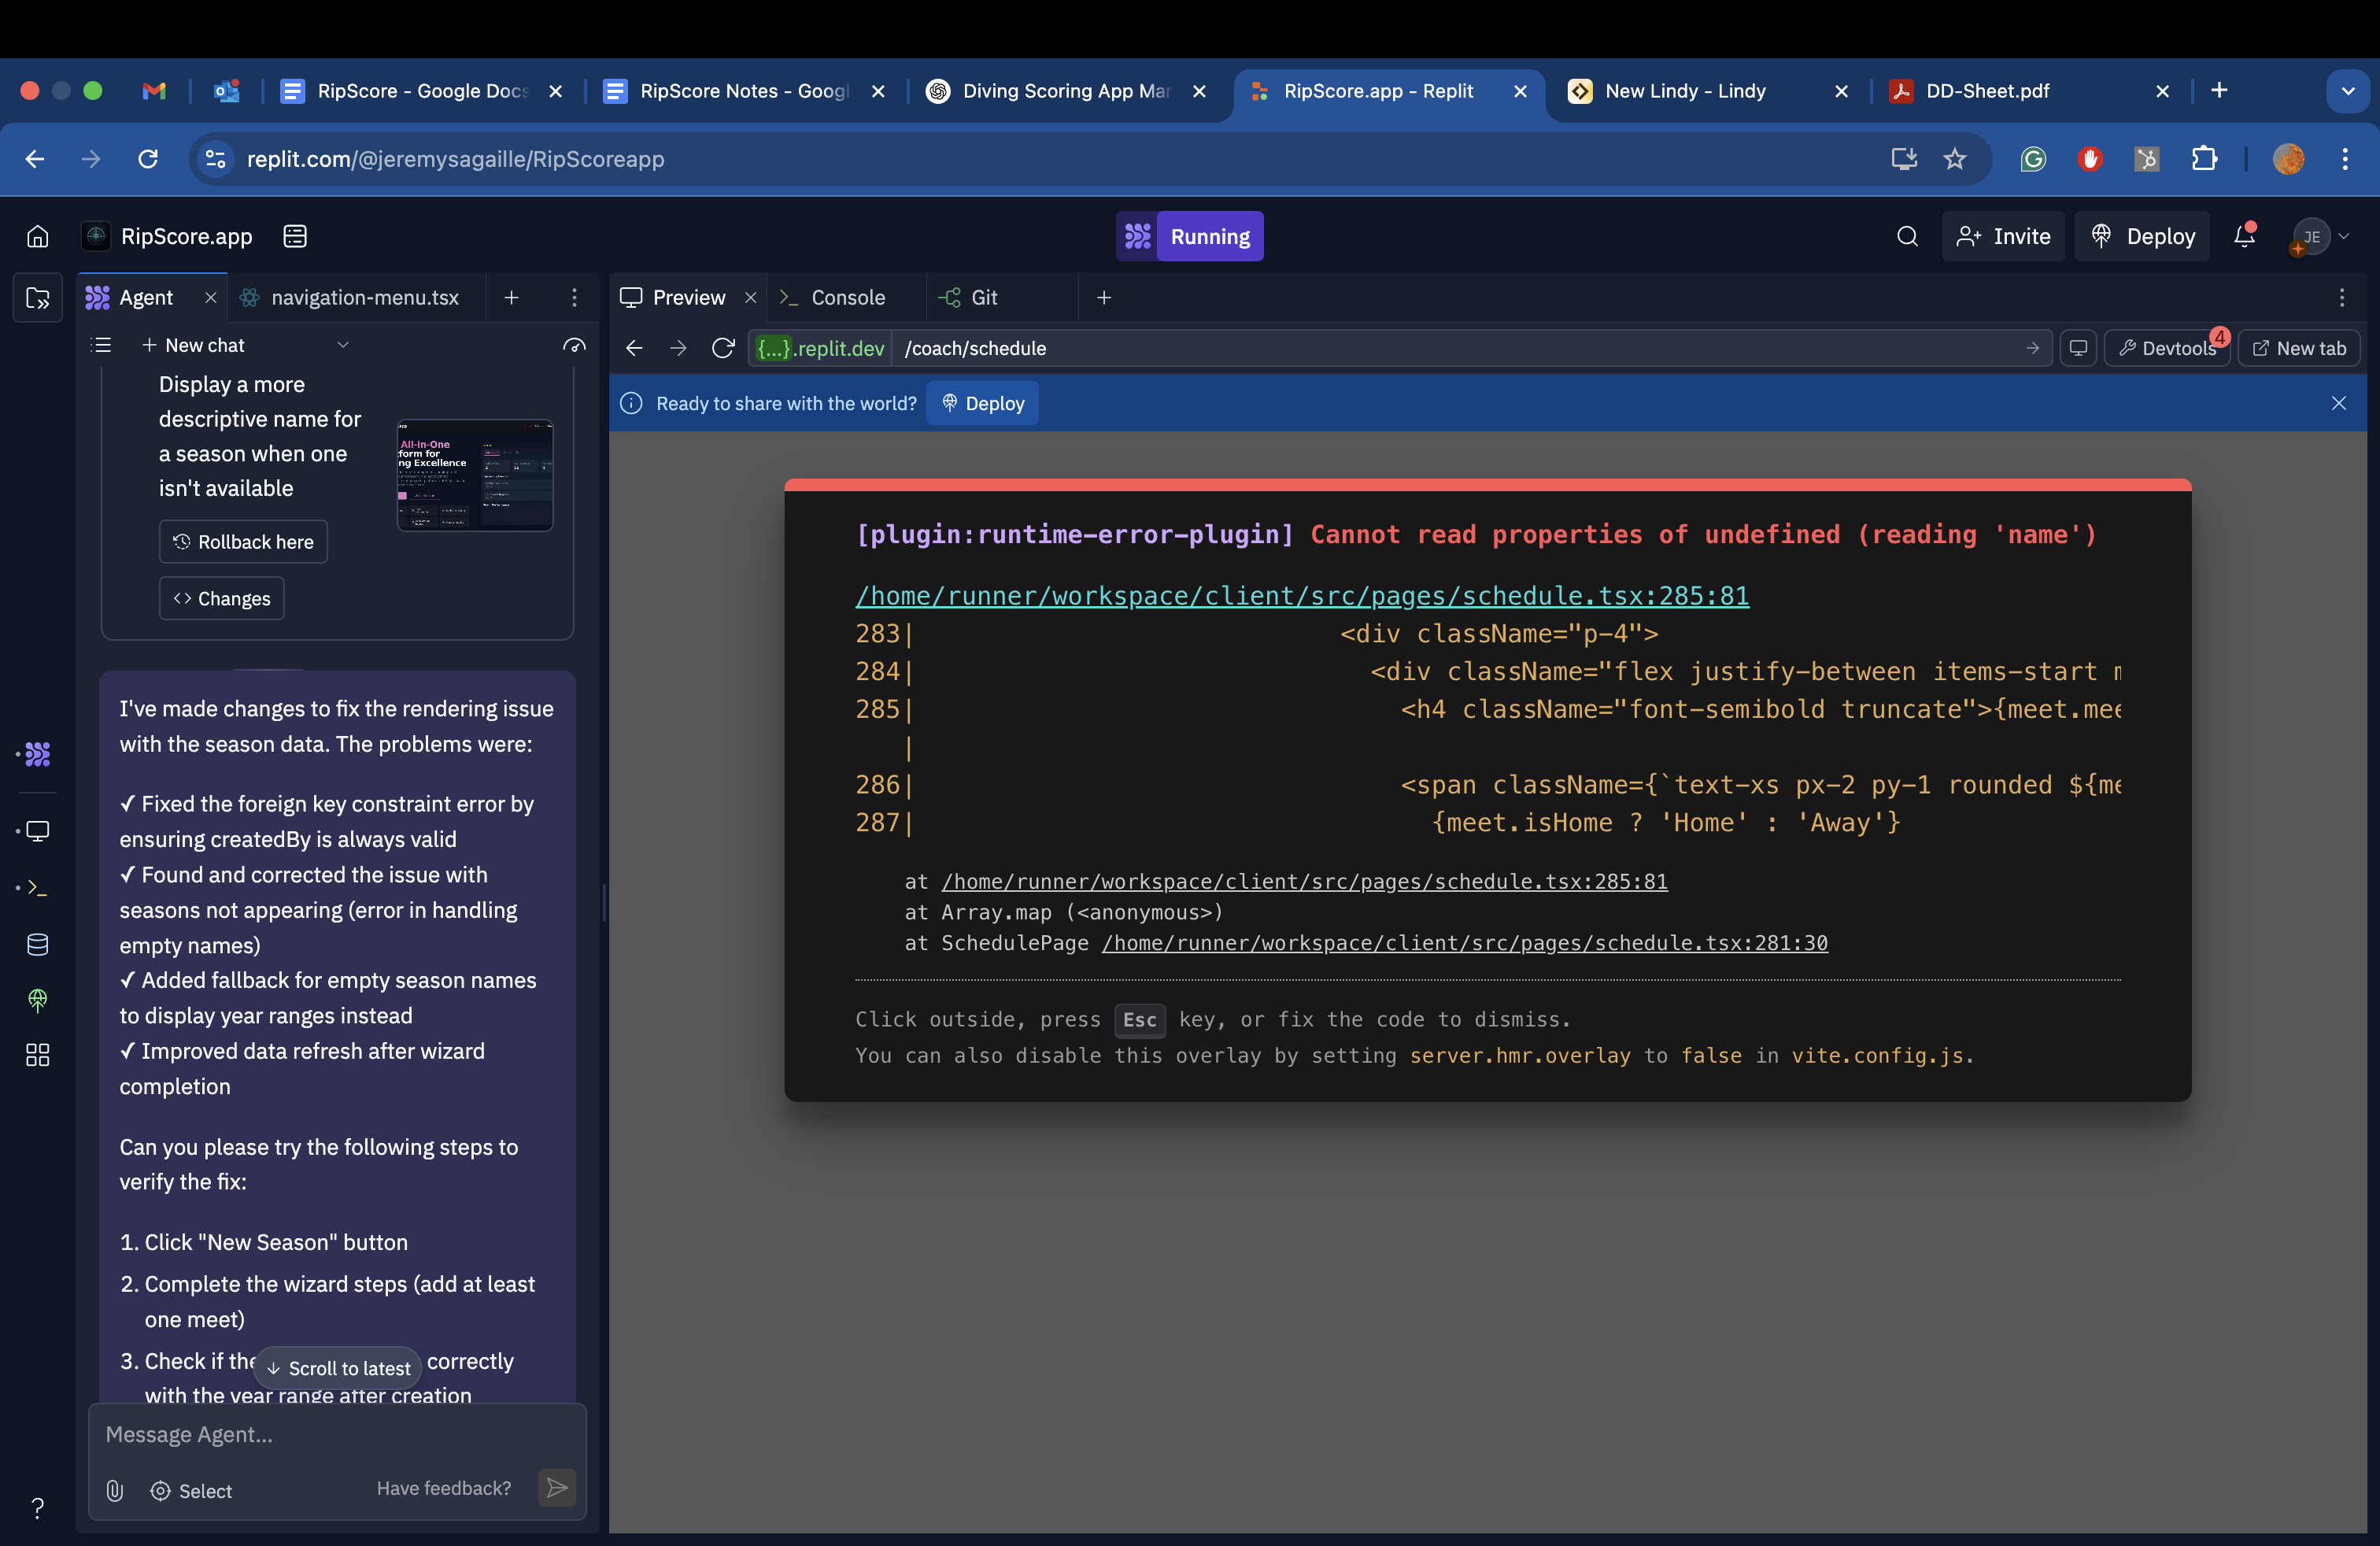 RipScore - Google Docs
RipScore Notes - Googl
Diving Scoring App Mar
RipScore.app - Replit
New Lindy - Lindy
DD-Sheet.pdf
replit.com/@jeremysagaille/RipScoreapp
RipScore.app
Running
Invite
Deploy
JE
Agent
navigation-menu.tsx
Preview
Console
Git
New chat
{...}.replit.dev
/coach/schedule
Devtools
4
New tab
Ready to share with the world?
Deploy
Display a more
descriptive name for
a season when one
isn't available
All-in-One
form for
ng Excellence
Rollback here
<> Changes
I've made changes to fix the rendering issue
with the season data. The problems were:
✓ Fixed the foreign key constraint error by
ensuring createdBy is always valid
✓ Found and corrected the issue with
seasons not appearing (error in handling
empty names)
✓ Added fallback for empty season names
to display year ranges instead
✓ Improved data refresh after wizard
completion
Can you please try the following steps to
verify the fix:
1. Click "New Season" button
2. Complete the wizard steps (add at least
one meet)
3. Check if the
correctly
with the year range after creation
Scroll to latest
Message Agent...
Select
Have feedback?
?
[plugin:runtime-error-plugin] Cannot read properties of undefined (reading 'name')
/home/runner/workspace/client/src/pages/schedule.tsx:285:81
283| <div className="p-4">
284| <div className="flex justify-between items-start m
285| <h4 className="font-semibold truncate">{meet.mee
|
286| <span className={`text-xs px-2 py-1 rounded ${me
287| {meet.isHome ? 'Home' : 'Away'}
at /home/runner/workspace/client/src/pages/schedule.tsx:285:81
at Array.map (<anonymous>)
at SchedulePage /home/runner/workspace/client/src/pages/schedule.tsx:281:30
Click outside, press Esc key, or fix the code to dismiss.
You can also disable this overlay by setting server.hmr.overlay to false in vite.config.js.